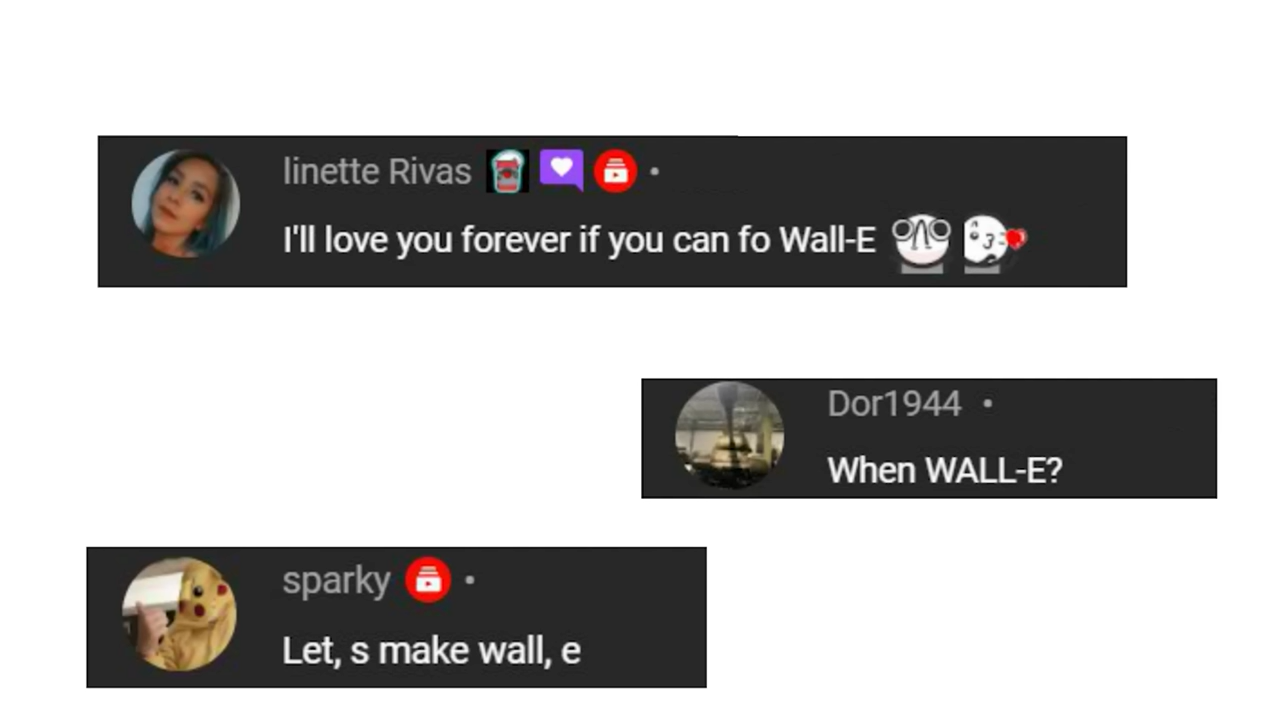 linette Rivas •
I'll love you forever if you can fo Wall-E
Dor1944 •
When WALL-E?
sparky •
Let, s make wall, e